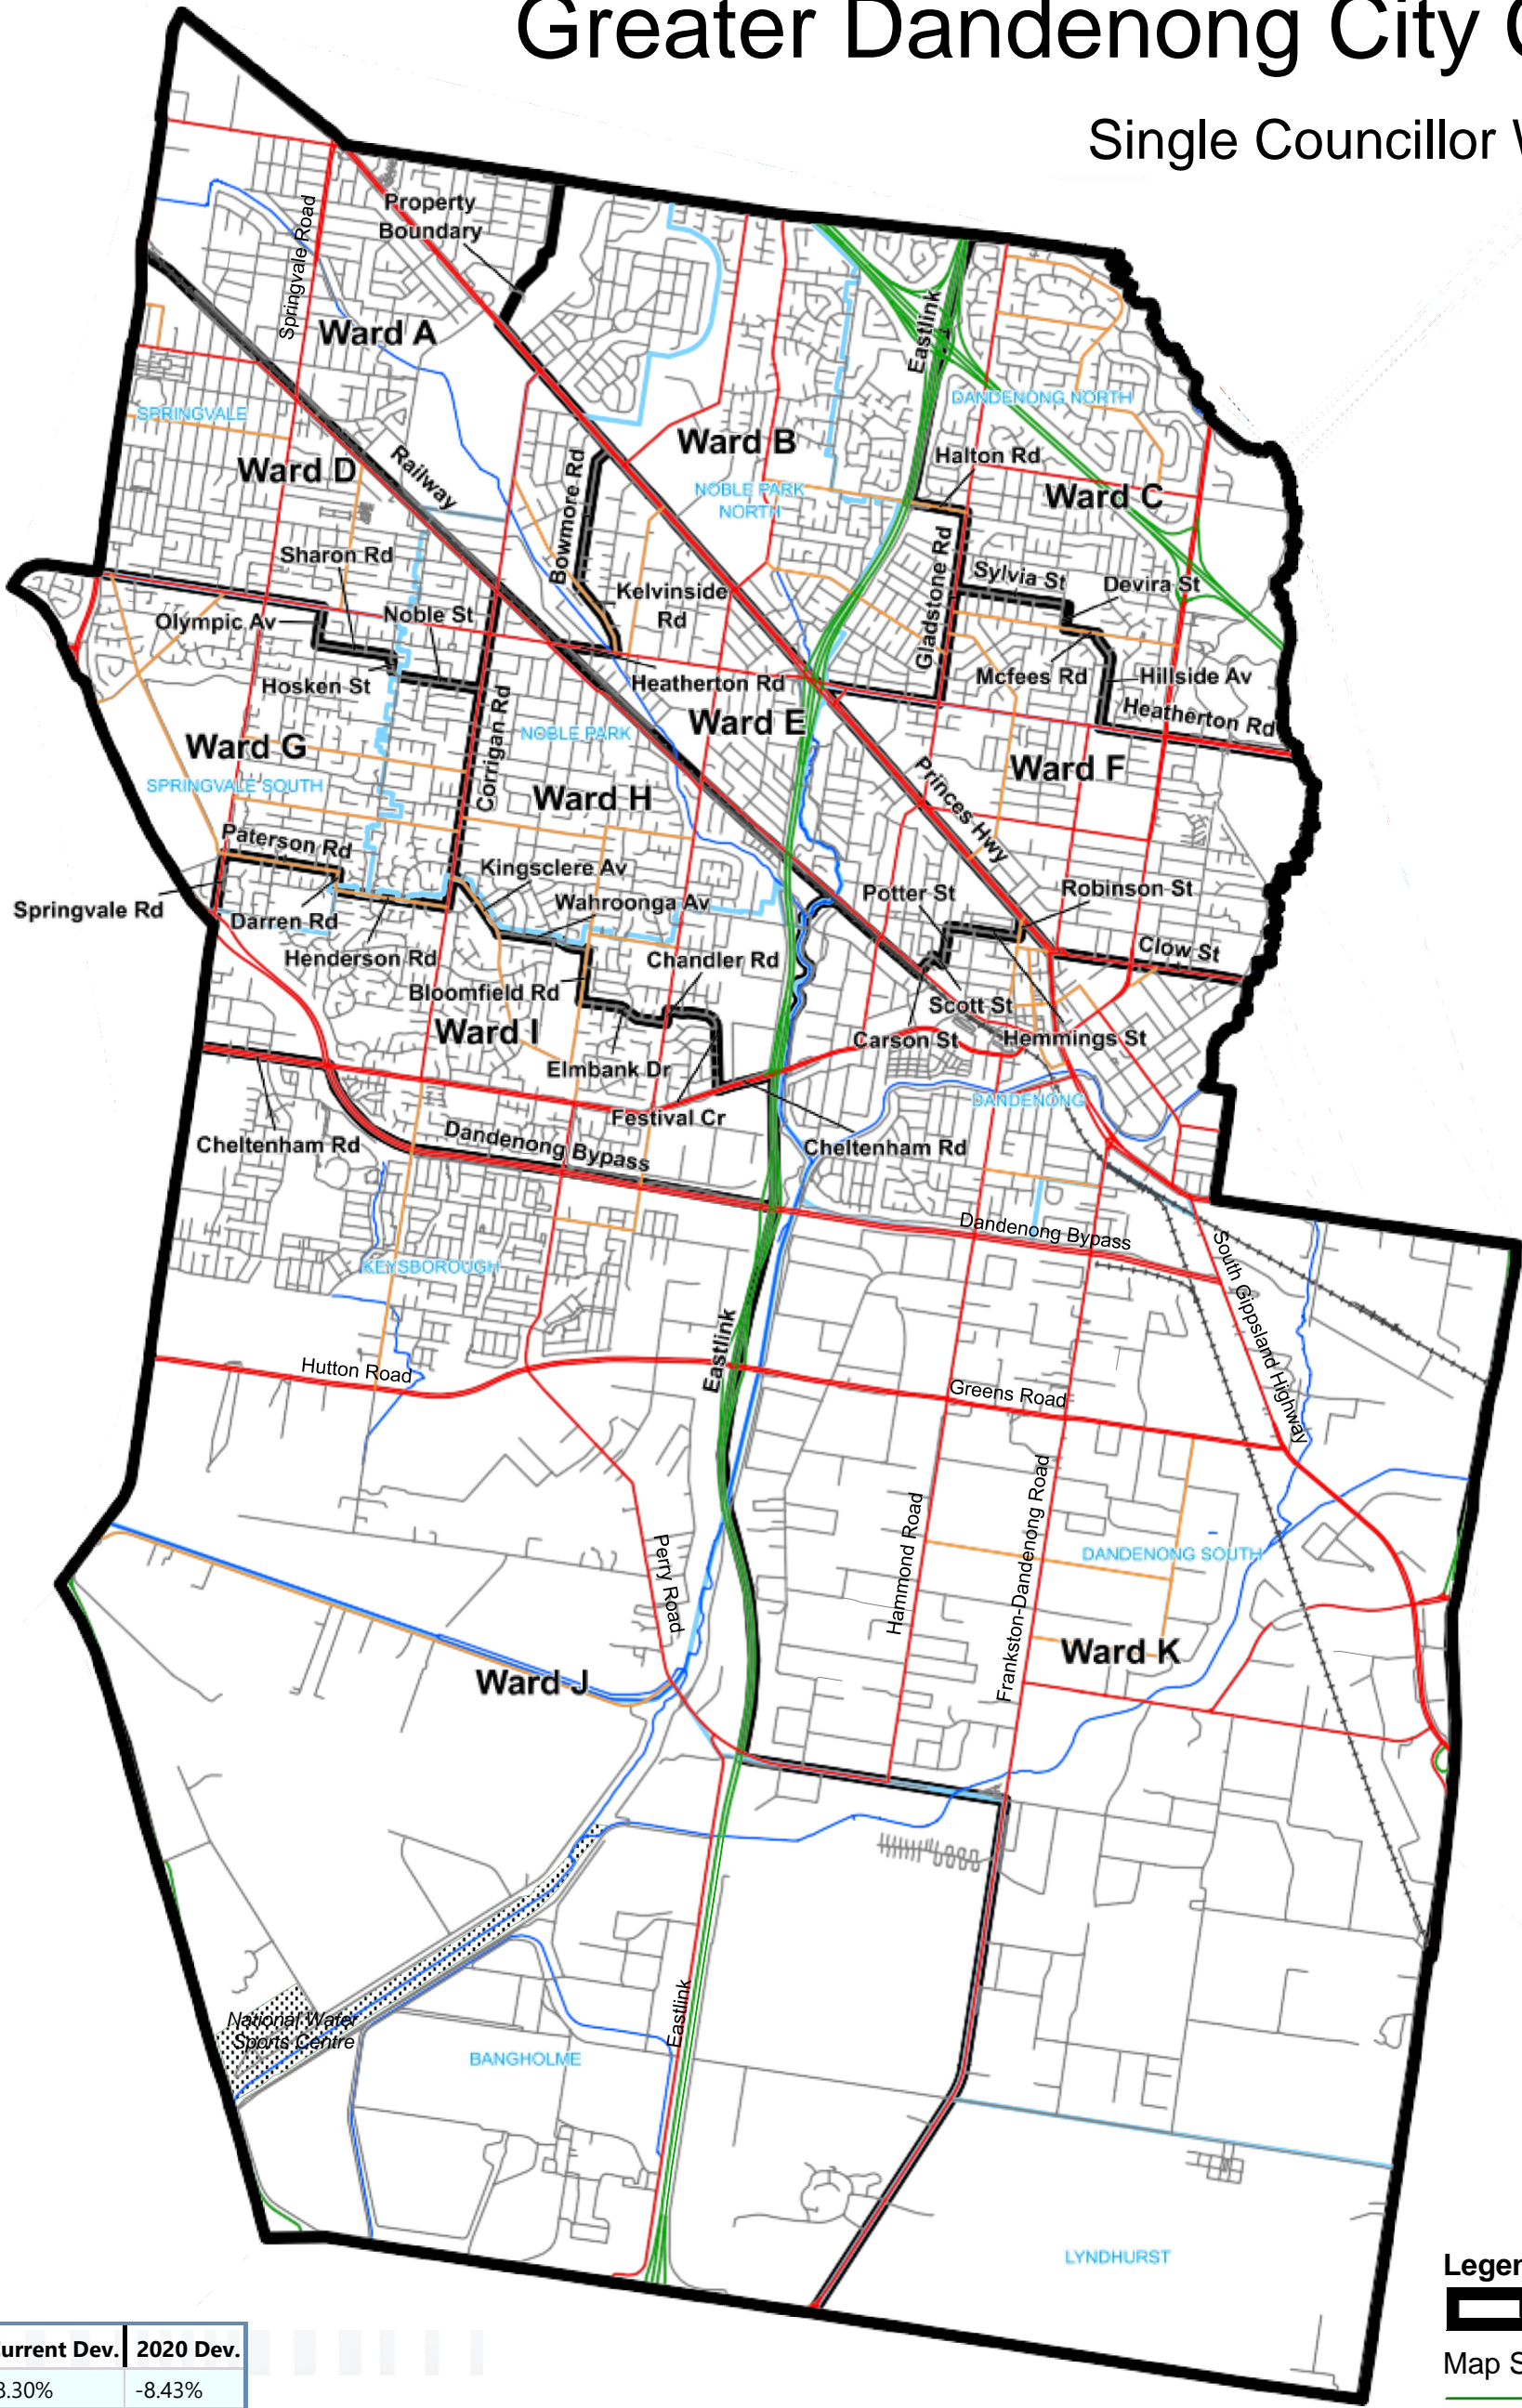 Greater Dandenong City
Single Councillor
Property
Boundary
Springvale Road
Ward A
Eastlink
DANDENONG NORTH
SPRINGVALE
Ward B
Halton Rd
Ward D
Railway
Bowmore Rd
NOBLE PARK
NORTH
Ward C
Sharon Rd
Sylvia St
Devira St
Kelvinside
Rd
Gladstone Rd
Olympic Av
Noble St
Hosken St
Heatherton Rd
Mcfees Rd
Hillside Av
Heatherton Rd
Ward E
Corrigan Rd
NOBLE PARK
Ward G
Ward F
SPRINGVALE SOUTH
Ward H
Princes Hwy
Paterson Rd
Kingsclere Av
Potter St
Robinson St
Springvale Rd
Darren Rd
Wahroonga Av
Henderson Rd
Chandler Rd
Clow St
Bloomfield Rd
Scott St
Ward I
Carson St
Hemmings St
Elmbank Dr
DANDENONG
Festival Cr
Cheltenham Rd
Dandenong Bypass
Cheltenham Rd
Dandenong Bypass
KEYSBOROUGH
South Gippsland Highway
Eastlink
Hutton Road
Greens Road
Perry Road
Hammond Road
Frankston-Dandenong Road
DANDENONG SOUTH
Ward K
Ward J
National Water
Sports Centre
Eastlink
BANGHOLME
LYNDHURST
Map
urrent Dev. 2020 Dev.
.30% -8.43%